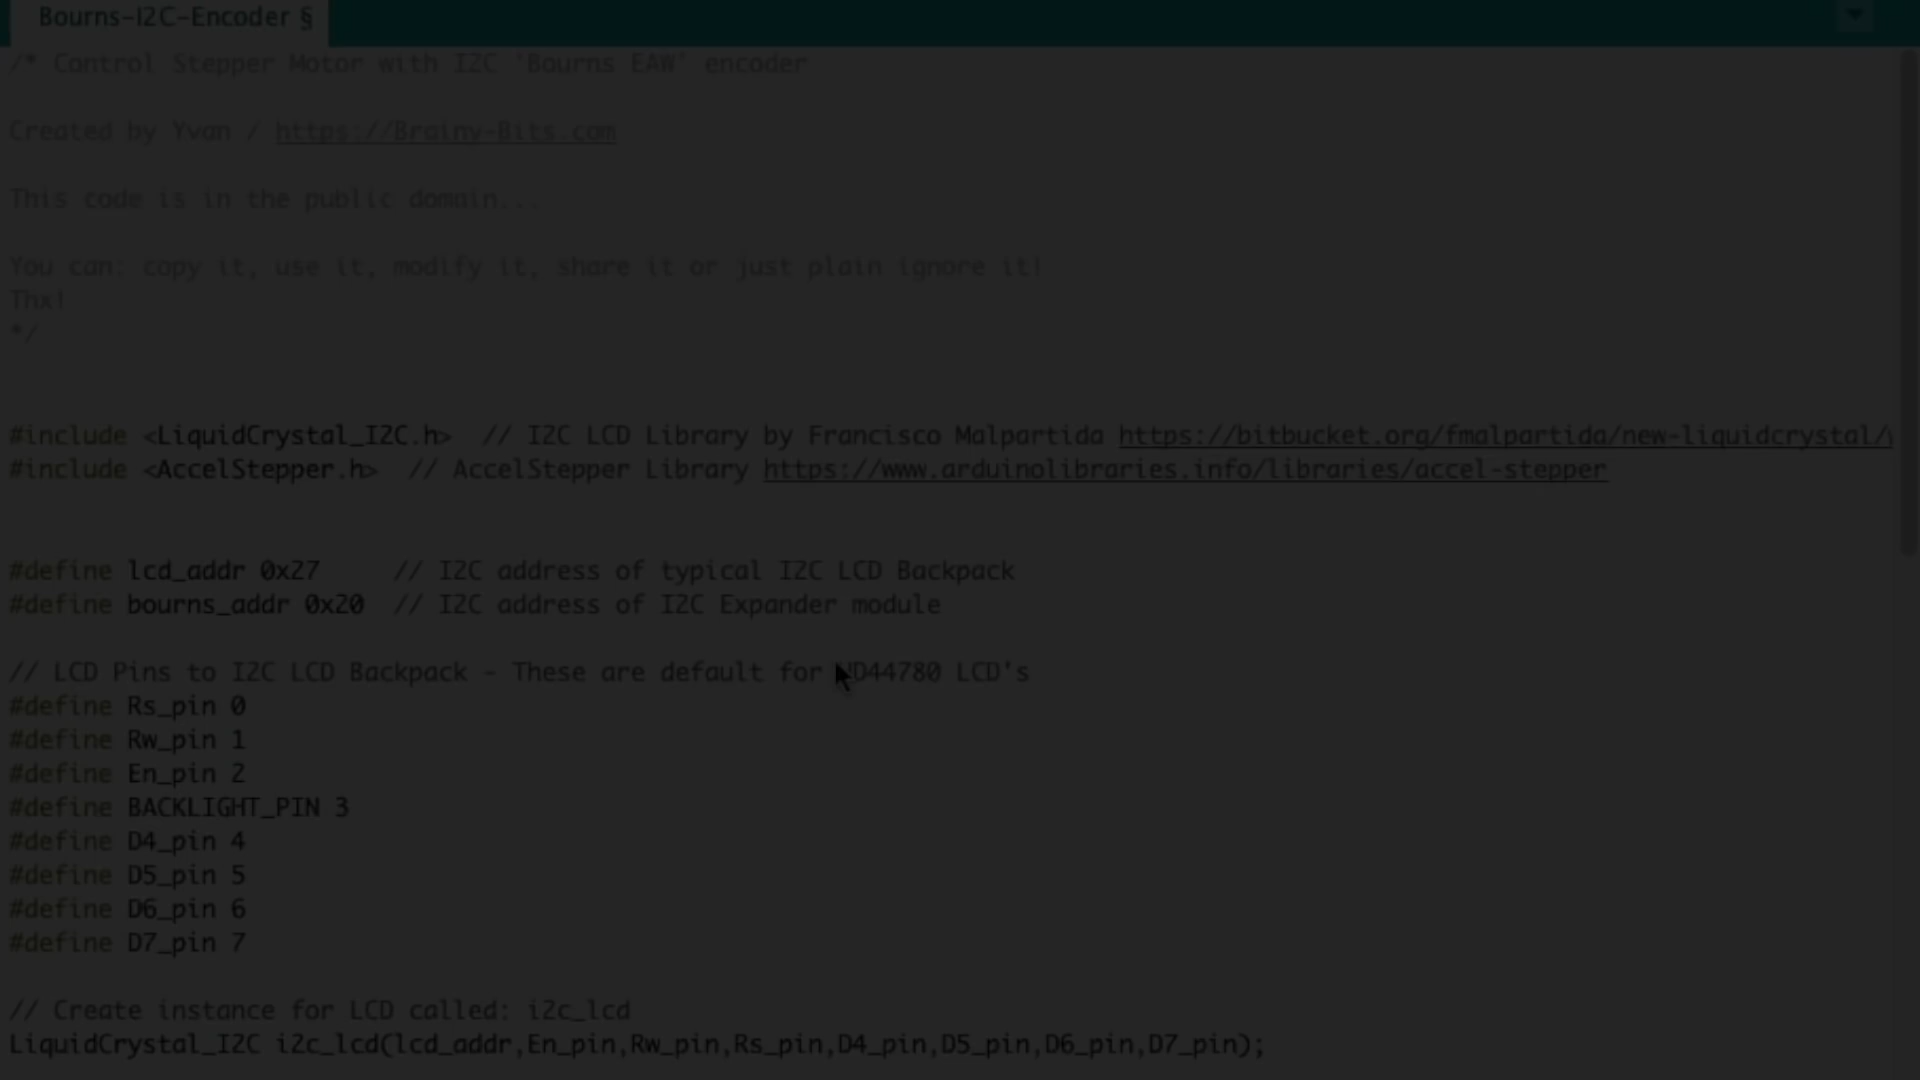 Bourns-I2C-Encoder §
/* Control Stepper Motor with I2C 'Bourns EAW' encoder
Created by Yvan / https://Brainy-Bits.com
This code is in the public domain...
You can: copy it, use it, modify it, share it or just plain ignore it!
Thx!
*/
#include <LiquidCrystal_I2C.h>  // I2C LCD Library by Francisco Malpartida https://bitbucket.org/fmalpartida/new-liquidcrystal/
#include <AccelStepper.h>  // AccelStepper Library https://www.arduinolibraries.info/libraries/accel-stepper
#define lcd_addr 0x27     // I2C address of typical I2C LCD Backpack
#define bourns_addr 0x20  // I2C address of I2C Expander module
// LCD Pins to I2C LCD Backpack - These are default for HD44780 LCD's
#define Rs_pin 0
#define Rw_pin 1
#define En_pin 2
#define BACKLIGHT_PIN 3
#define D4_pin 4
#define D5_pin 5
#define D6_pin 6
#define D7_pin 7
// Create instance for LCD called: i2c_lcd
LiquidCrystal_I2C i2c_lcd(lcd_addr,En_pin,Rw_pin,Rs_pin,D4_pin,D5_pin,D6_pin,D7_pin);